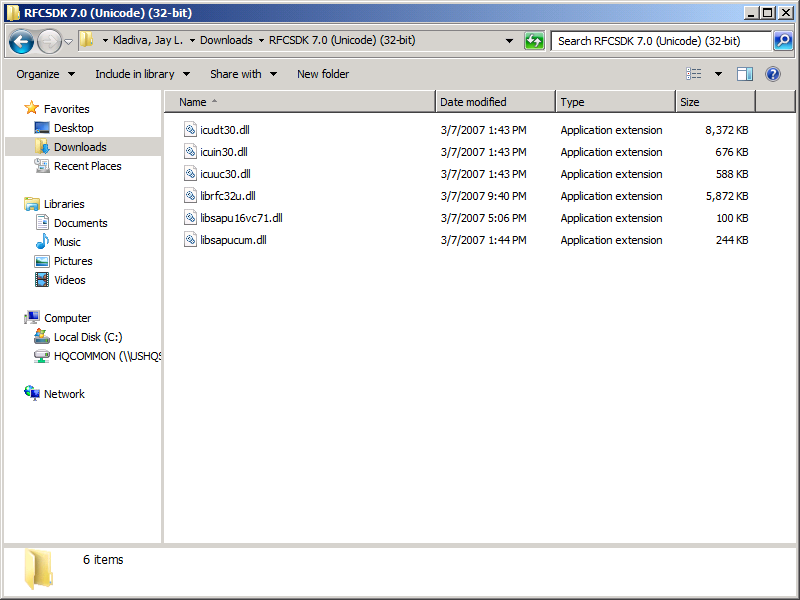 RFCSDK 7.0 (Unicode) (32-bit)
Kladiva, Jay L. Downloads RFCSDK 7.0 (Unicode) (32-bit) Search RFCSDK 7.0 (Unicode) (32-bit)
Organize Include in library Share with New folder
Favorites
Desktop
Downloads
Recent Places
Libraries
Documents
Music
Pictures
Videos
Computer
Local Disk (C:)
HQCOMMON (\\USHQS
Network
Name Date modified Type Size
icudt30.dll 3/7/2007 1:43 PM Application extension 8,372 KB
icuin30.dll 3/7/2007 1:43 PM Application extension 676 KB
icuuc30.dll 3/7/2007 1:43 PM Application extension 588 KB
librfc32u.dll 3/7/2007 9:40 PM Application extension 5,872 KB
libsapu16vc71.dll 3/7/2007 5:06 PM Application extension 100 KB
libsapucum.dll 3/7/2007 1:44 PM Application extension 244 KB
6 items